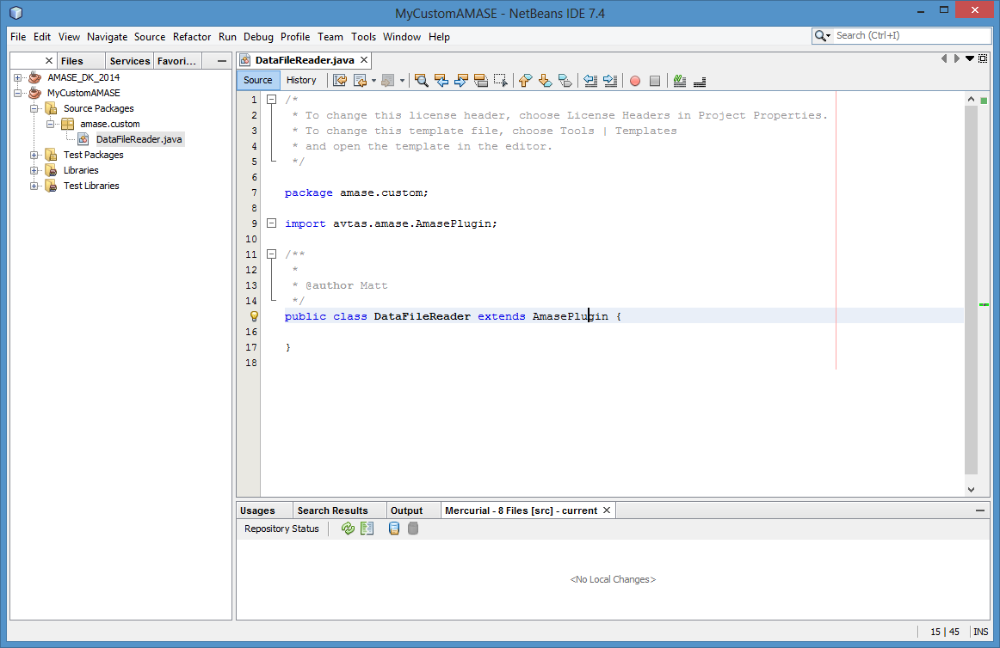 MyCustomAMASE - NetBeans IDE 7.4
File Edit View Navigate Source Refactor Run Debug Profile Team Tools Window Help
Search (Ctrl+I)
Files Services Favori...
AMASE_DK_2014
MyCustomAMASE
Source Packages
amase.custom
DataFileReader.java
Test Packages
Libraries
Test Libraries
DataFileReader.java
Source History
1 /*
2 * To change this license header, choose License Headers in Project Properties.
3 * To change this template file, choose Tools | Templates
4 * and open the template in the editor.
5 */
6
7 package amase.custom;
8
9 import avtas.amase.AmasePlugin;
10
11 /**
12 *
13 * @author Matt
14 */
public class DataFileReader extends AmasePlugin {
16
17 }
18
Usages Search Results Output Mercurial - 8 Files [src] - current
Repository Status
<No Local Changes>
15 | 45 INS